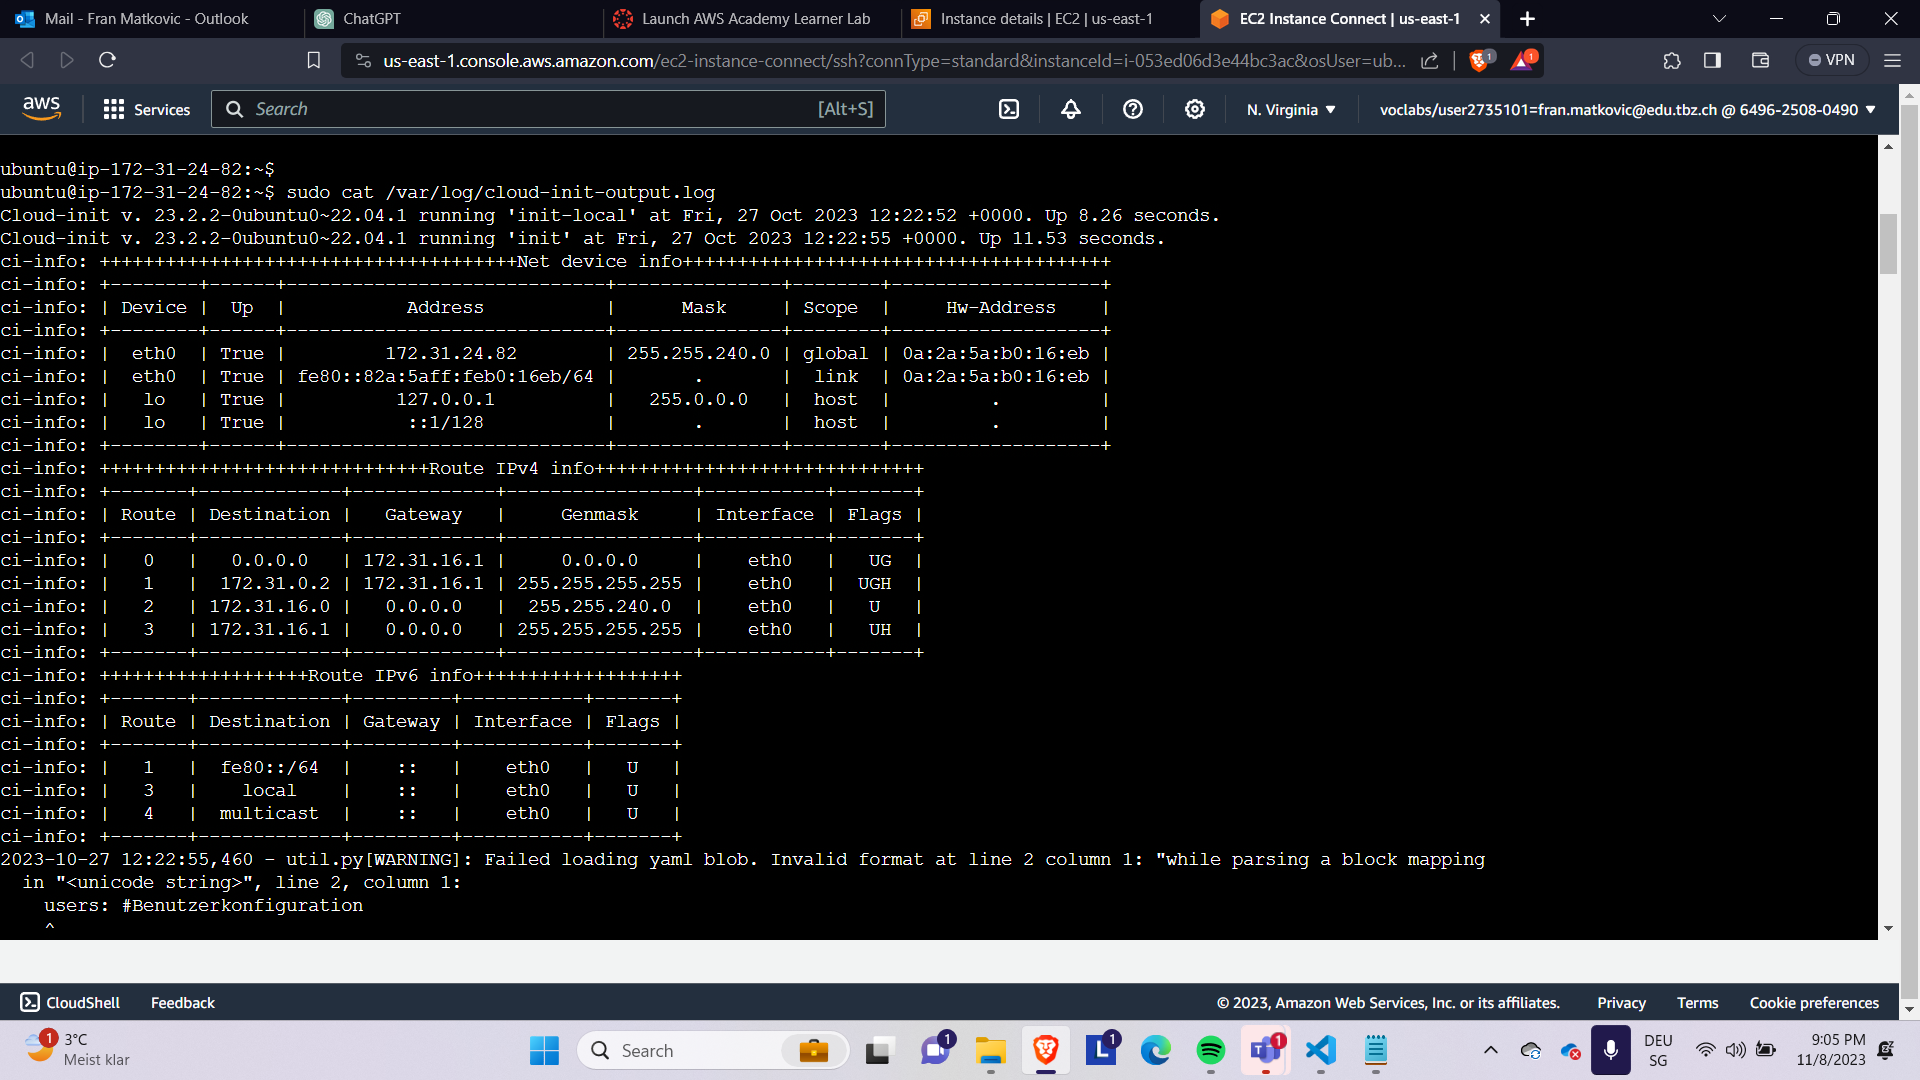 Mail - Fran Matkovic - Outlook
ChatGPT
Launch AWS Academy Learner Lab
Instance details | EC2 | us-east-1
EC2 Instance Connect | us-east-1
us-east-1.console.aws.amazon.com/ec2-instance-connect/ssh?connType=standard&instanceId=i-053ed06d3e44bc3ac&osUser=ub...
1
1
VPN
aws
Services
Search
[Alt+S]
N. Virginia
voclabs/user2735101=fran.matkovic@edu.tbz.ch @ 6496-2508-0490
ubuntu@ip-172-31-24-82:~$
ubuntu@ip-172-31-24-82:~$ sudo cat /var/log/cloud-init-output.log
Cloud-init v. 23.2.2-0ubuntu0~22.04.1 running 'init-local' at Fri, 27 Oct 2023 12:22:52 +0000. Up 8.26 seconds.
Cloud-init v. 23.2.2-0ubuntu0~22.04.1 running 'init' at Fri, 27 Oct 2023 12:22:55 +0000. Up 11.53 seconds.
ci-info: ++++++++++++++++++++++++++++++++++++++Net device info+++++++++++++++++++++++++++++++++++++++
ci-info: +--------+------+-----------------------------+---------------+--------+-------------------+
ci-info: | Device |  Up  |           Address           |      Mask     | Scope  |     Hw-Address    |
ci-info: +--------+------+-----------------------------+---------------+--------+-------------------+
ci-info: |  eth0  | True |         172.31.24.82        | 255.255.240.0 | global | 0a:2a:5a:b0:16:eb |
ci-info: |  eth0  | True | fe80::82a:5aff:feb0:16eb/64 |       .       |  link  | 0a:2a:5a:b0:16:eb |
ci-info: |   lo   | True |          127.0.0.1          |   255.0.0.0   |  host  |         .         |
ci-info: |   lo   | True |           ::1/128           |       .       |  host  |         .         |
ci-info: +--------+------+-----------------------------+---------------+--------+-------------------+
ci-info: ++++++++++++++++++++++++++++++Route IPv4 info++++++++++++++++++++++++++++++
ci-info: +-------+-------------+-------------+-----------------+-----------+-------+
ci-info: | Route | Destination |   Gateway   |     Genmask     | Interface | Flags |
ci-info: +-------+-------------+-------------+-----------------+-----------+-------+
ci-info: |   0   |   0.0.0.0   | 172.31.16.1 |     0.0.0.0     |    eth0   |   UG  |
ci-info: |   1   |  172.31.0.2 | 172.31.16.1 | 255.255.255.255 |    eth0   |  UGH  |
ci-info: |   2   | 172.31.16.0 |   0.0.0.0   |  255.255.240.0  |    eth0   |   U   |
ci-info: |   3   | 172.31.16.1 |   0.0.0.0   | 255.255.255.255 |    eth0   |   UH  |
ci-info: +-------+-------------+-------------+-----------------+-----------+-------+
ci-info: +++++++++++++++++++Route IPv6 info+++++++++++++++++++
ci-info: +-------+-------------+---------+-----------+-------+
ci-info: | Route | Destination | Gateway | Interface | Flags |
ci-info: +-------+-------------+---------+-----------+-------+
ci-info: |   1   |  fe80::/64  |    ::   |    eth0   |   U   |
ci-info: |   3   |    local    |    ::   |    eth0   |   U   |
ci-info: |   4   |  multicast  |    ::   |    eth0   |   U   |
ci-info: +-------+-------------+---------+-----------+-------+
2023-10-27 12:22:55,460 - util.py[WARNING]: Failed loading yaml blob. Invalid format at line 2 column 1: "while parsing a block mapping
  in "<unicode string>", line 2, column 1:
    users: #Benutzerkonfiguration
    ^
CloudShell
Feedback
© 2023, Amazon Web Services, Inc. or its affiliates.
Privacy
Terms
Cookie preferences
1
3°C
Meist klar
Search
1
L
1
1
DEU
SG
9:05 PM
11/8/2023